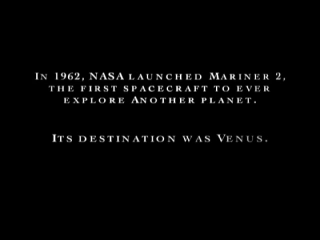 In 1962, NASA launched Mariner 2,
the first spacecraft to ever
explore Another planet.
Its destination was Venus.